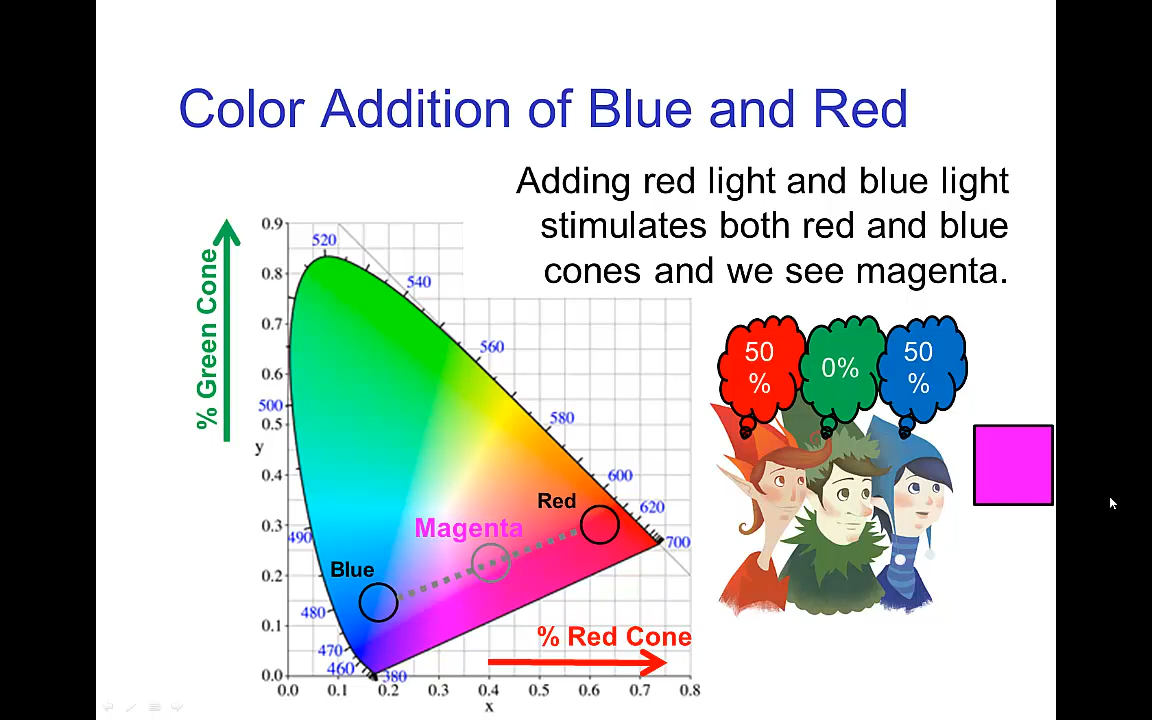 Color Addition of Blue and Red
Adding red light and blue light
stimulates both red and blue
cones and we see magenta.
% Green Cone
0.9
0.8
0.7
0.6
0.5
0.4
0.3
0.2
0.1
0.0
y
520
540
560
580
600
620
700
500
490
480
470
460
380
Red
Magenta
Blue
% Red Cone
0.0 0.1 0.2 0.3 0.4 0.5 0.6 0.7 0.8
x
50
%
0%
50
%